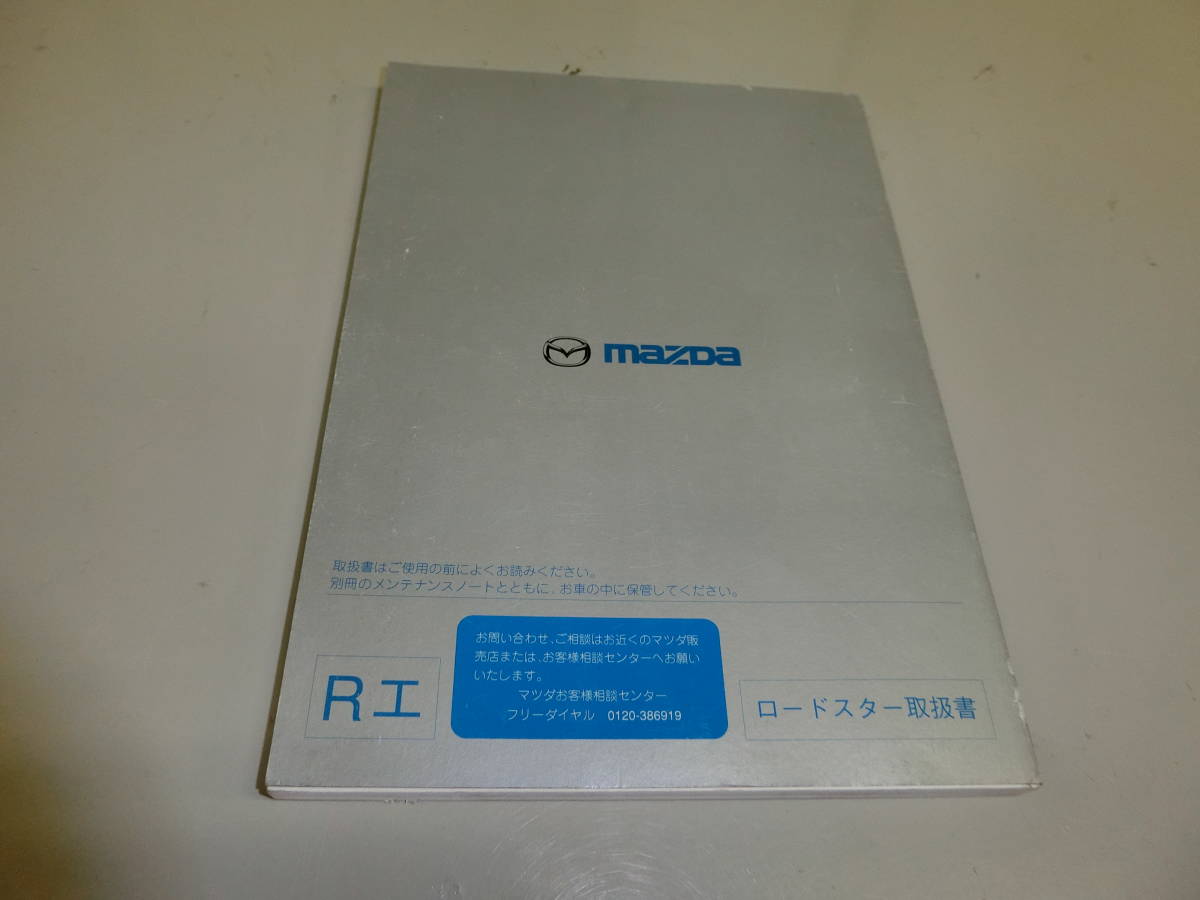 mazda
取扱書はご使用の前によくお読みください。
別冊のメンテナンスノートとともに、お車の中に保管してください。
お問い合わせ、ご相談はお近くのマツダ販
売店または、お客様相談センターへお願い
いたします。
マツダお客様相談センター
フリーダイヤル 0120-386919
Rエ
ロードスター取扱書